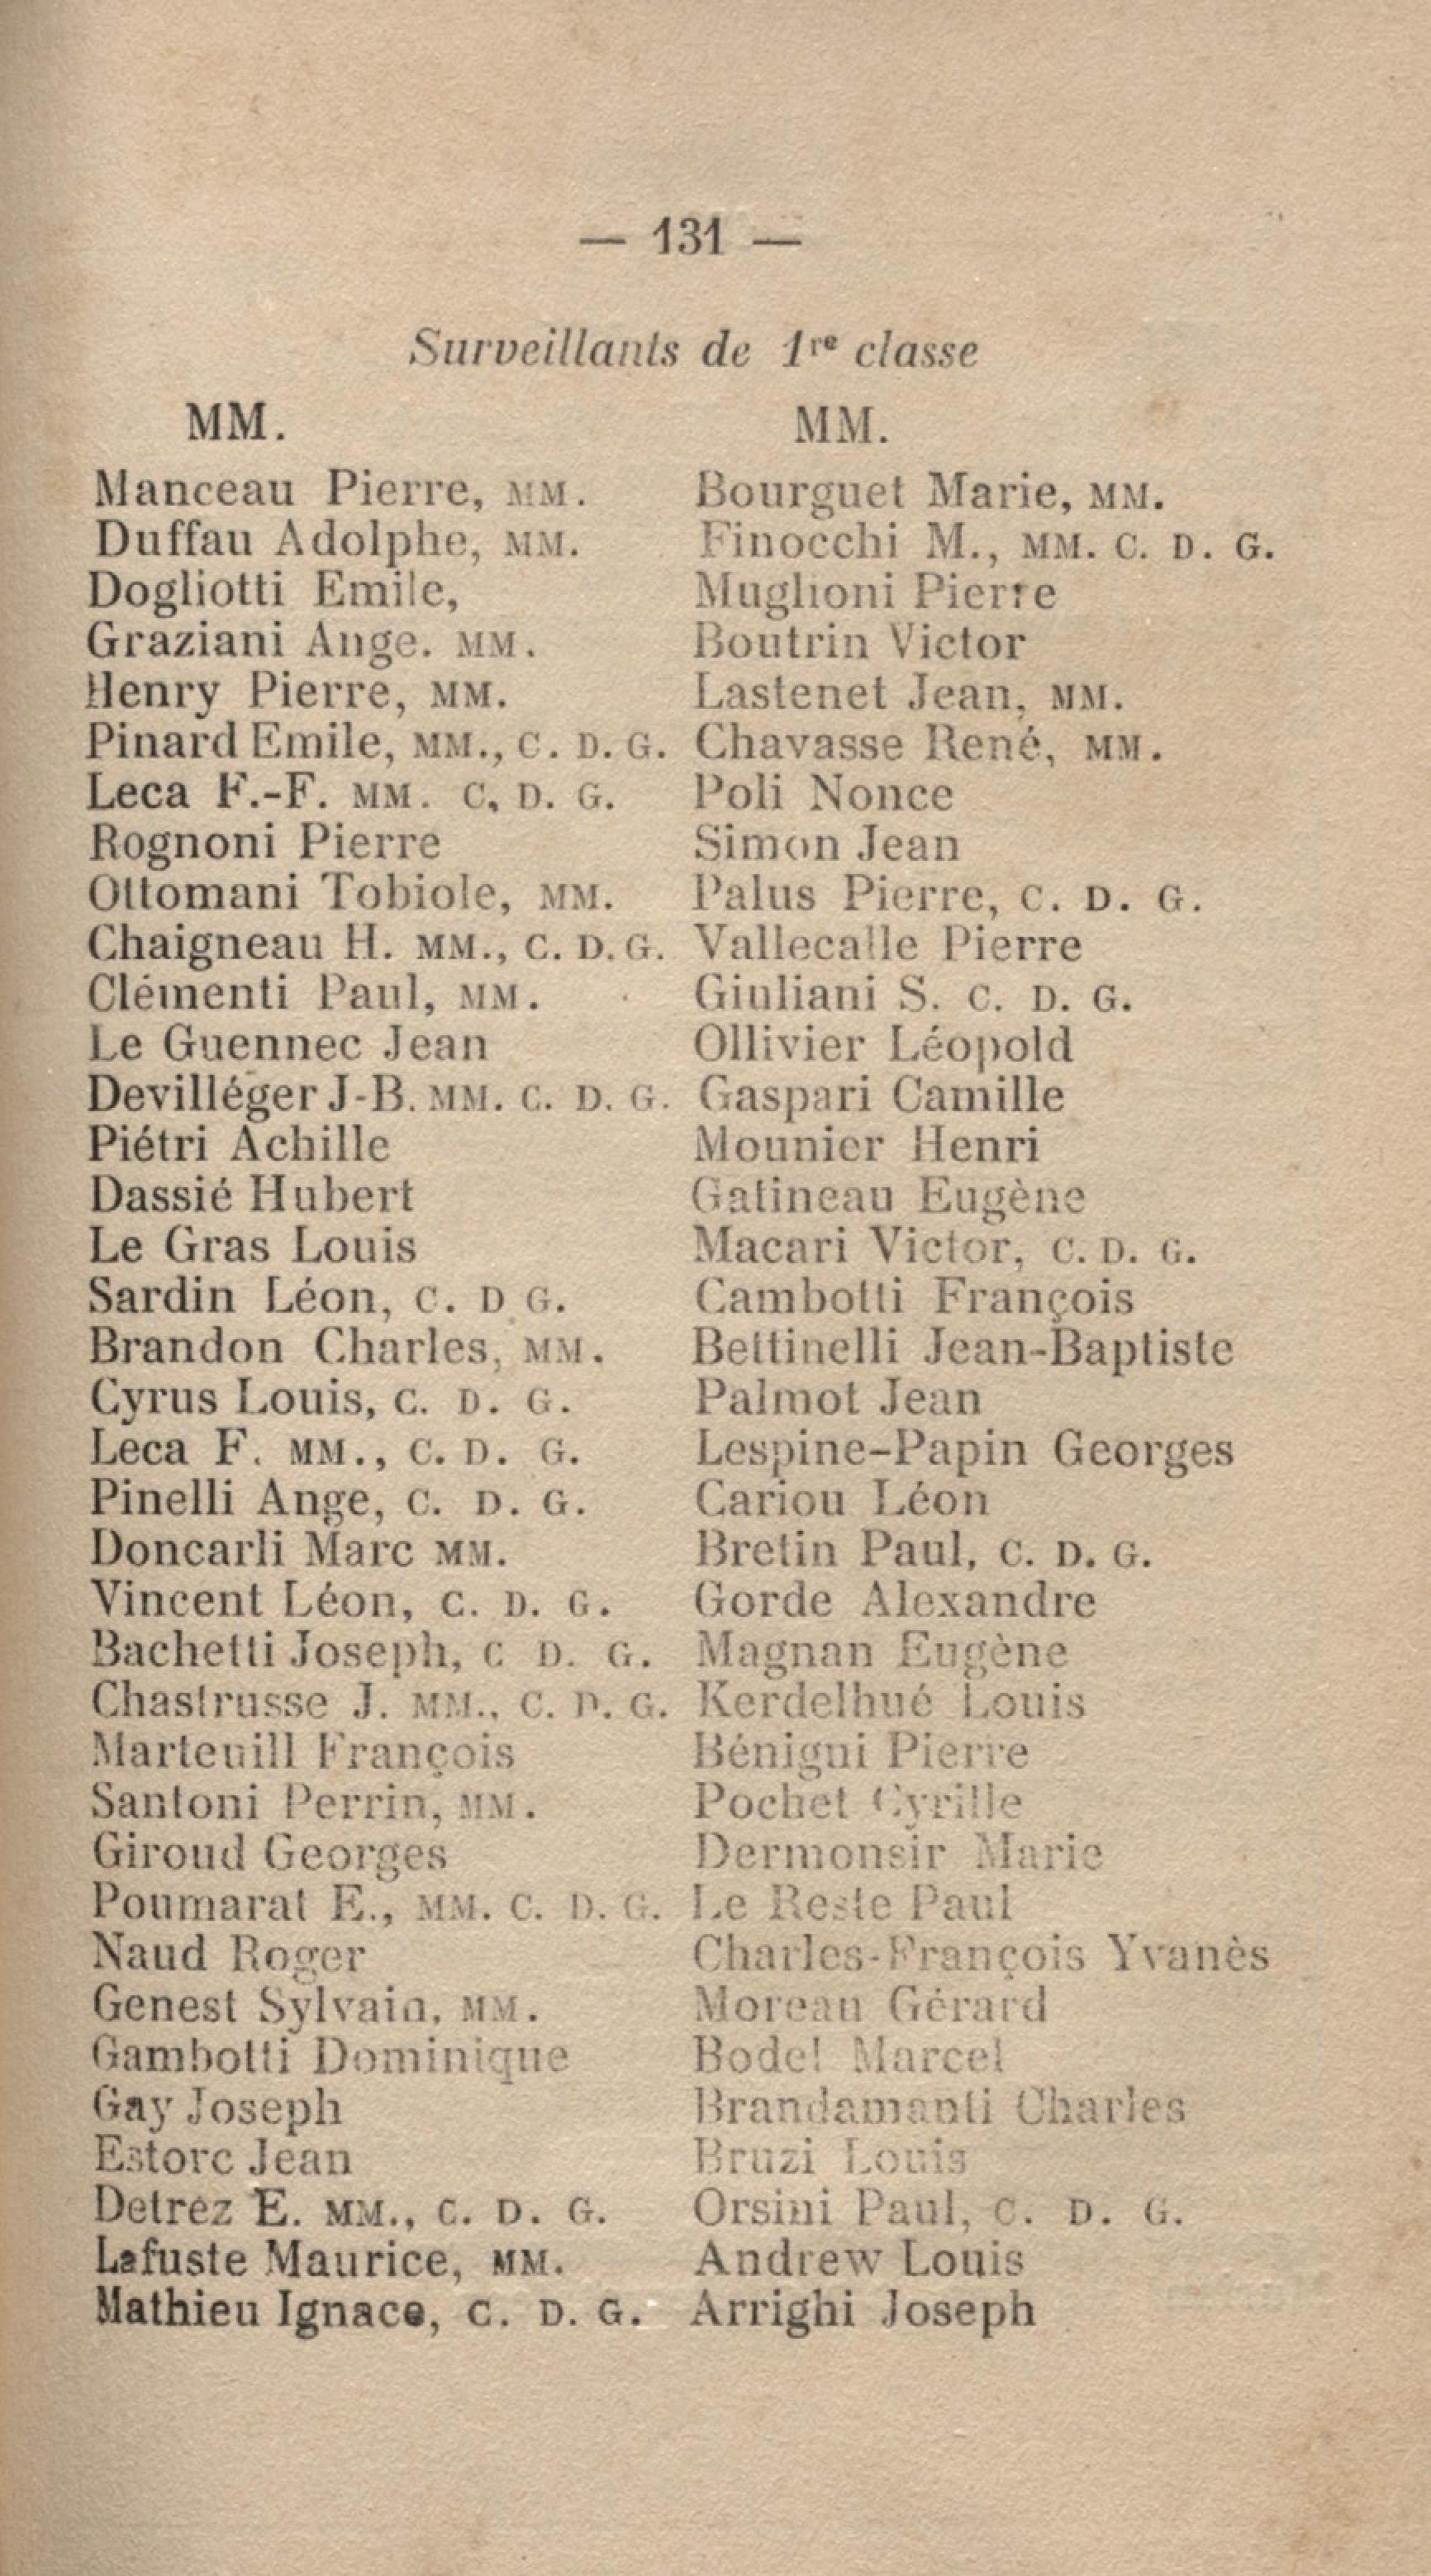 — 131 —
Surveillants de 1re classe
MM.
Manceau Pierre, MM.
Duffau Adolphe, MM.
Dogliotti Emile,
Graziani Ange. MM.
Henry Pierre, MM.
Pinard Emile, MM., C. D. G.
Leca F.-F. MM. C, D. G.
Rognoni Pierre
Ottomani Tobiole, MM.
Chaigneau H. MM., C. D. G.
Clémenti Paul, MM.
Le Guennec Jean
Devilléger J-B. MM. C. D. G.
Piétri Achille
Dassié Hubert
Le Gras Louis
Sardin Léon, C. D. G.
Brandon Charles, MM.
Cyrus Louis, C. D. G.
Leca F. MM., C. D. G.
Pinelli Ange, C. D. G.
Doncarli Marc MM.
Vincent Léon, C. D. G.
Bachetti Joseph, C D. G.
Chastrusse J. MM., C. D. G.
Marteuill François
Santoni Perrin, MM.
Giroud Georges
Poumarat E., MM. C. D. G.
Naud Roger
Genest Sylvain, MM.
Gambotti Dominique
Gay Joseph
Estorc Jean
Detréz E. MM., C. D. G.
Lafuste Maurice, MM.
Mathieu Ignace, C. D. G.
MM.
Bourguet Marie, MM.
Finocchi M., MM. C. D. G.
Muglioni Pierre
Boutrin Victor
Lastenet Jean, MM.
Chavasse René, MM.
Poli Nonce
Simon Jean
Palus Pierre, C. D. G.
Vallecalle Pierre
Giuliani S. C. D. G.
Ollivier Léopold
Gaspari Camille
Mounier Henri
Gatineau Eugène
Macari Victor, C. D. G.
Cambotti François
Bettinelli Jean-Baptiste
Palmot Jean
Lespine-Papin Georges
Cariou Léon
Bretin Paul, C. D. G.
Gorde Alexandre
Magnan Eugène
Kerdelhué Louis
Bénigni Pierre
Pochet Cyrille
Dermonsir Marie
Le Reste Paul
Charles-François Yvanès
Moreau Gérard
Bodel Marcel
Brandamanti Charles
Bruzi Louis
Orsini Paul, C. D. G.
Andrew Louis
Arrighi Joseph